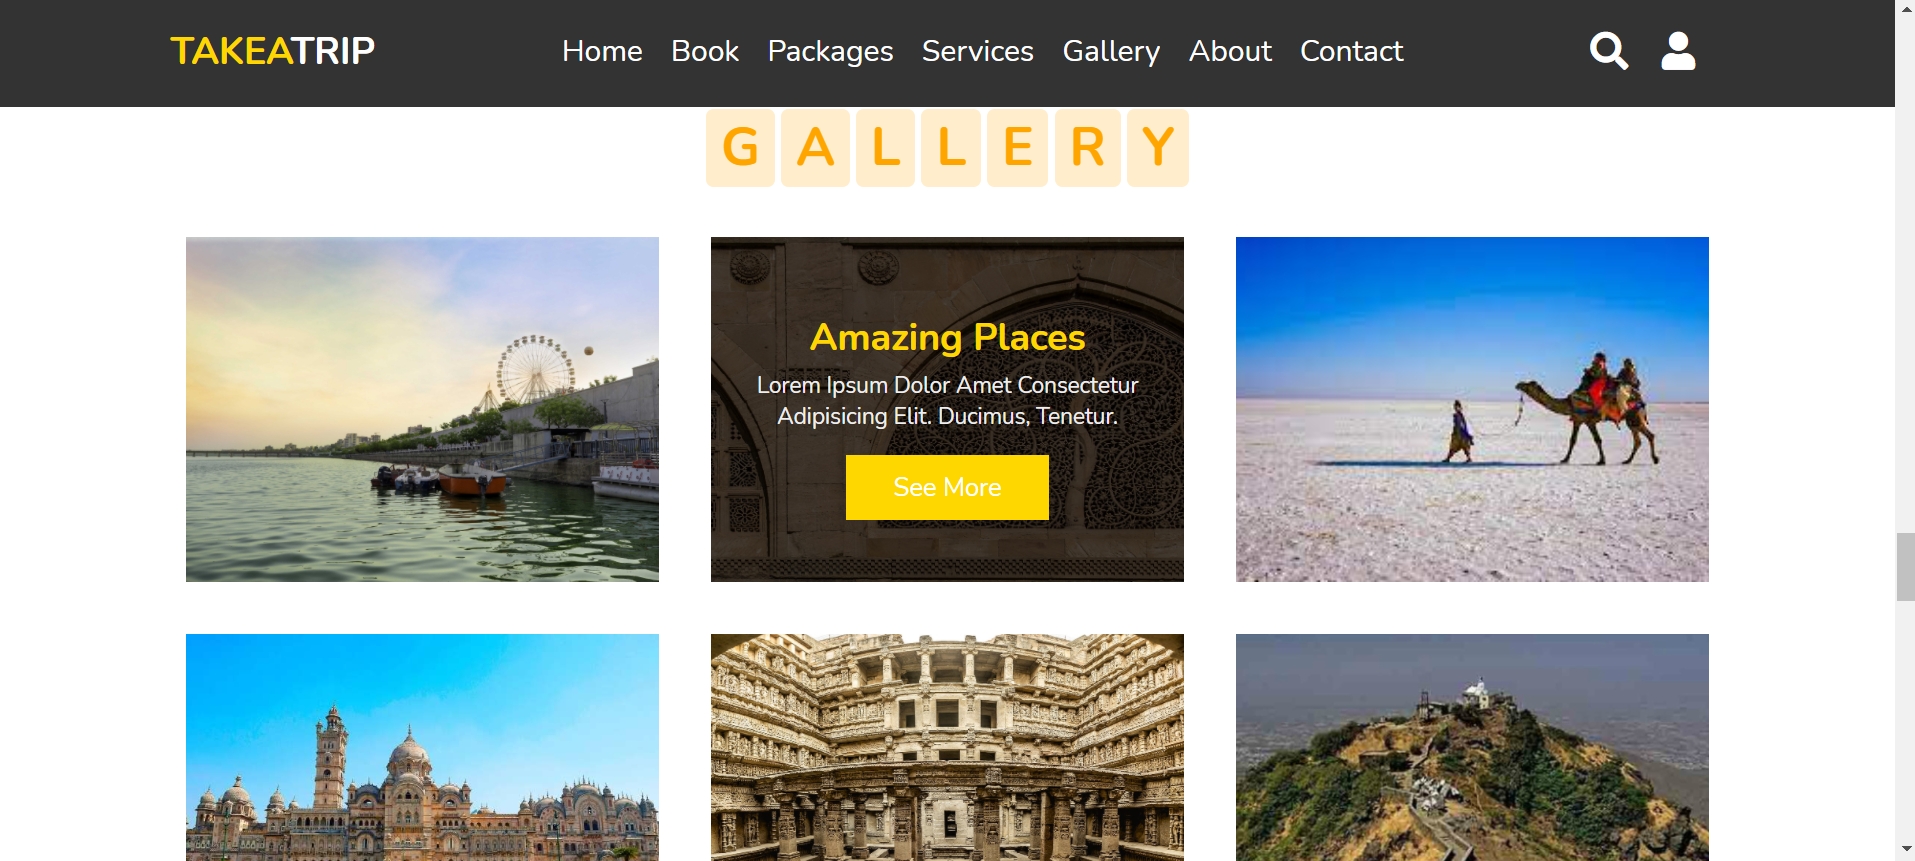 TAKEATRIP Home Book Packages Services Gallery About Contact
GALLERY
Amazing Places
Lorem Ipsum Dolor Amet Consectetur
Adipisicing Elit. Ducimus, Tenetur.
See More